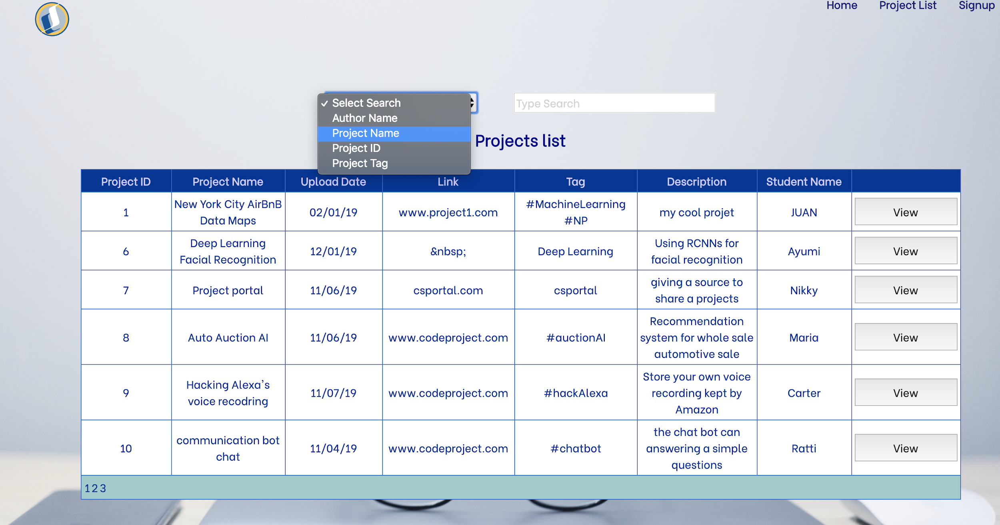 Home Project List Signup
✓ Select Search
Author Name
Project Name
Project ID
Project Tag
Type Search
Projects list
Project ID Project Name Upload Date Link Tag Description Student Name
1 New York City AirBnB Data Maps 02/01/19 www.project1.com #MachineLearning #NP my cool projet JUAN View
6 Deep Learning Facial Recognition 12/01/19 &nbsp; Deep Learning Using RCNNs for facial recognition Ayumi View
7 Project portal 11/06/19 csportal.com csportal giving a source to share a projects Nikky View
8 Auto Auction AI 11/06/19 www.codeproject.com #auctionAI Recommendation system for whole sale automotive sale Maria View
9 Hacking Alexa's voice recodring 11/07/19 www.codeproject.com #hackAlexa Store your own voice recording kept by Amazon Carter View
10 communication bot chat 11/04/19 www.codeproject.com #chatbot the chat bot can answering a simple questions Ratti View
1 2 3